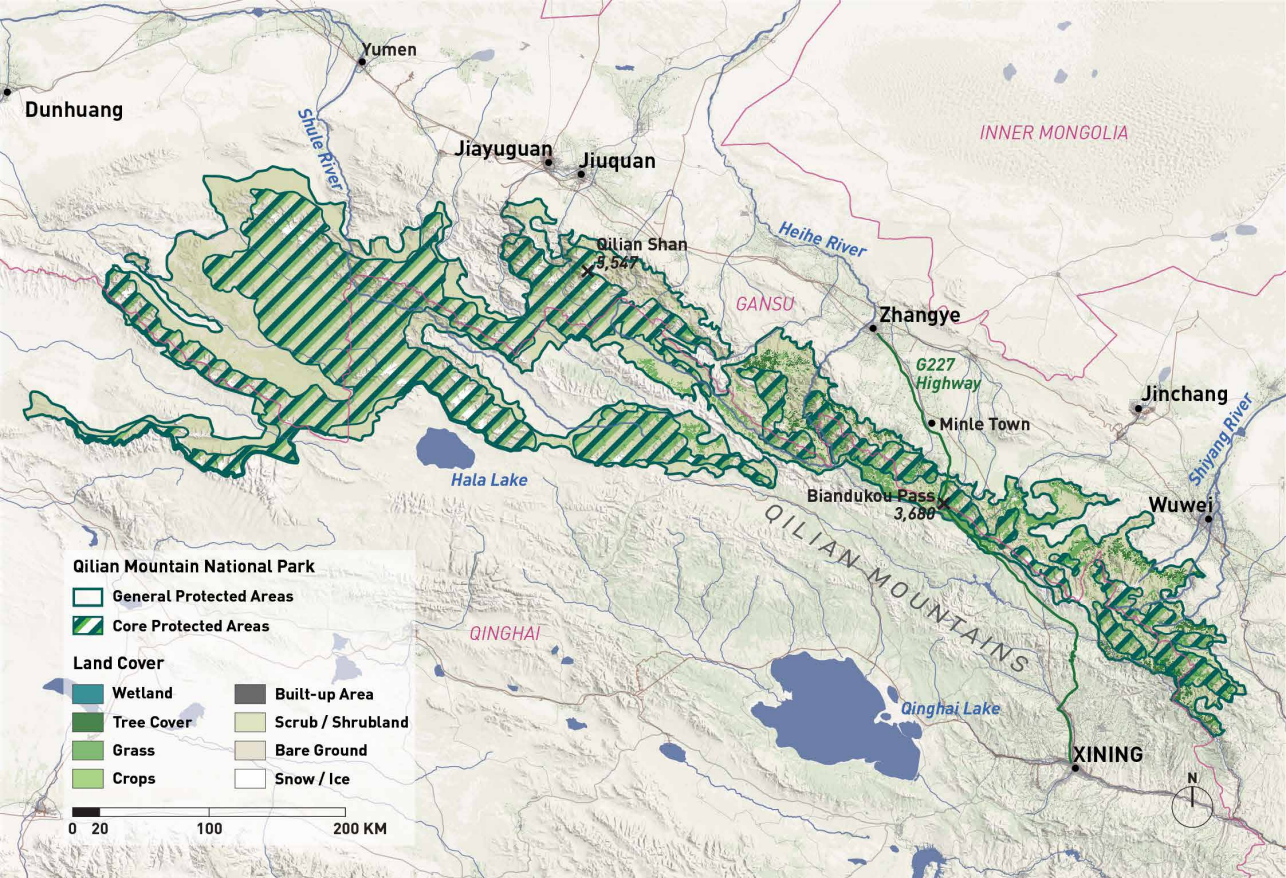 Yumen
Dunhuang
Shule River
Jiayuguan
Jiuquan
INNER MONGOLIA
Heihe River
Qilian Shan
5,547
GANSU
Zhangye
G227
Highway
Jinchang
Minle Town
Shiyang River
Hala Lake
Biandukou Pass
3,680
Wuwei
QILIAN MOUNTAINS
QINGHAI
Qinghai Lake
XINING
N
Qilian Mountain National Park
General Protected Areas
Core Protected Areas
Land Cover
Wetland
Built-up Area
Tree Cover
Scrub / Shrubland
Grass
Bare Ground
Crops
Snow / Ice
0 20 100 200 KM